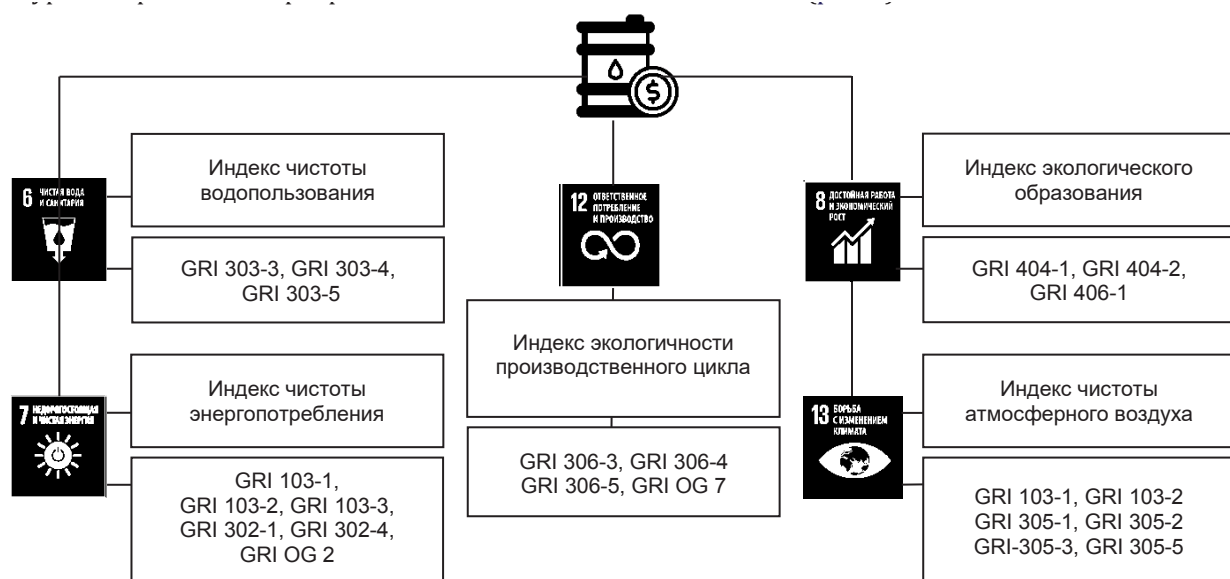 $
6 ЧИСТАЯ ВОДА
И САНИТАРИЯ
Индекс чистоты
водопользования
GRI 303-3, GRI 303-4,
GRI 303-5
7 НЕДОРОГОСТОЯЩАЯ
И ЧИСТАЯ ЭНЕРГИЯ
Индекс чистоты
энергопотребления
GRI 103-1,
GRI 103-2, GRI 103-3,
GRI 302-1, GRI 302-4,
GRI OG 2
12 ОТВЕТСТВЕННОЕ
ПОТРЕБЛЕНИЕ
И ПРОИЗВОДСТВО
Индекс экологичности
производственного цикла
GRI 306-3, GRI 306-4
GRI 306-5, GRI OG 7
8 ДОСТОЙНАЯ РАБОТА
И ЭКОНОМИЧЕСКИЙ
РОСТ
Индекс экологического
образования
GRI 404-1, GRI 404-2,
GRI 406-1
13 БОРЬБА
С ИЗМЕНЕНИЕМ
КЛИМАТА
Индекс чистоты
атмосферного воздуха
GRI 103-1, GRI 103-2
GRI 305-1, GRI 305-2
GRI-305-3, GRI 305-5